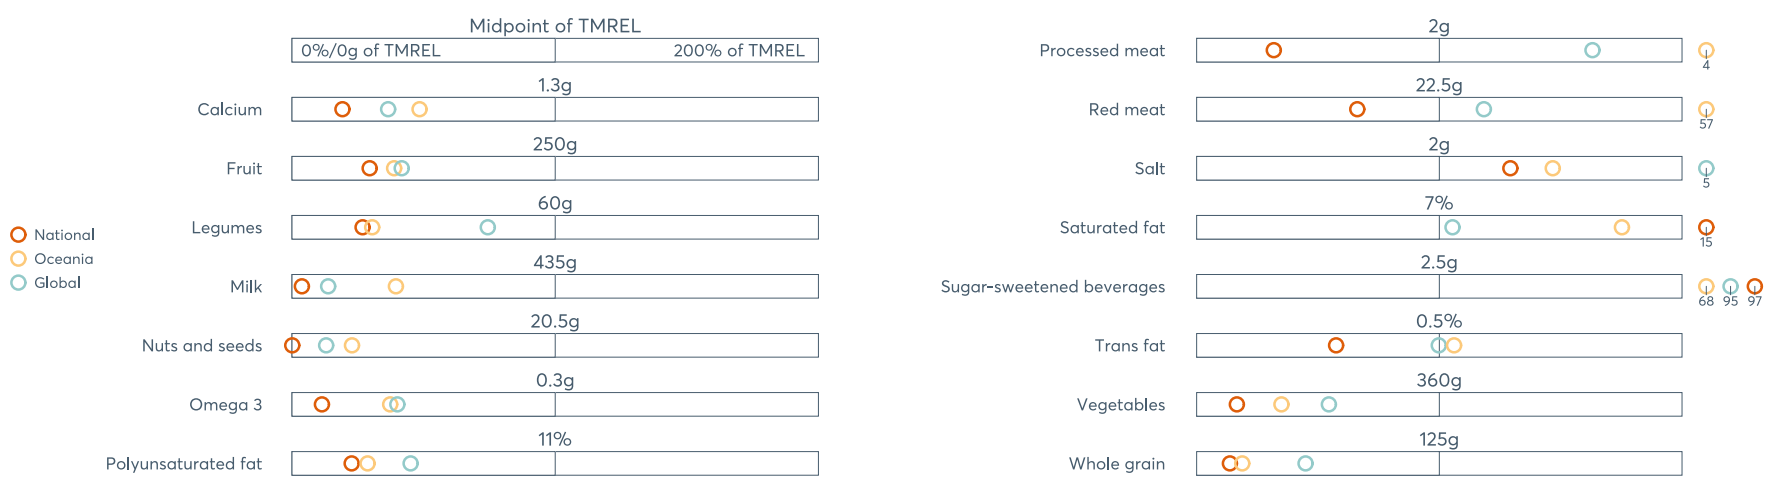 Midpoint of TMREL
0%/0g of TMREL 200% of TMREL
Calcium 1.3g
Fruit 250g
Legumes 60g
Milk 435g
Nuts and seeds 20.5g
Omega 3 0.3g
Polyunsaturated fat 11%
National
Oceania
Global
Processed meat 2g
4
Red meat 22.5g
57
Salt 2g
5
Saturated fat 7%
15
Sugar-sweetened beverages 2.5g
68 95 97
Trans fat 0.5%
Vegetables 360g
Whole grain 125g